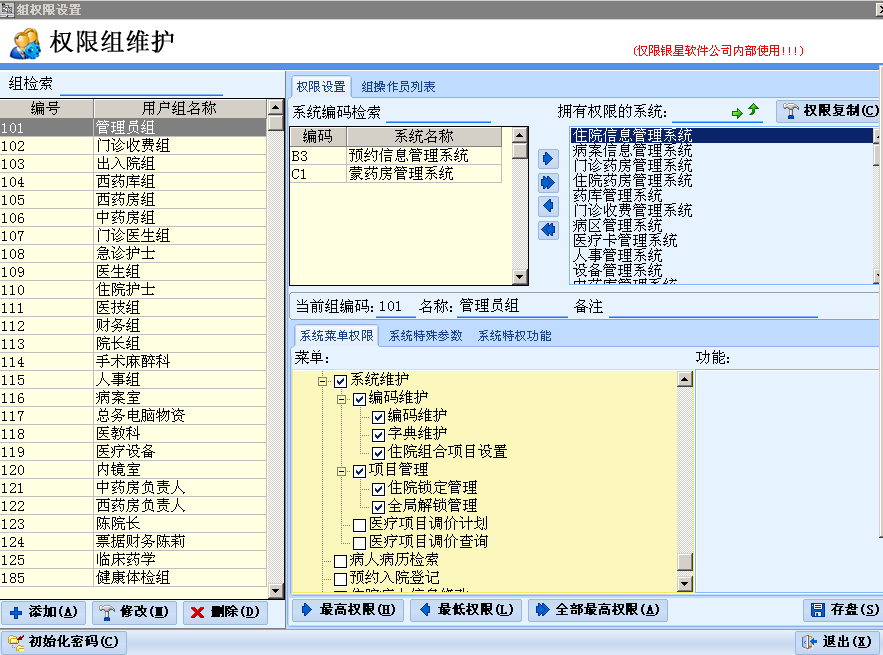 组权限设置
权限组维护
(仅限银星软件公司内部使用!!!)
组检索
编号 用户组名称
101 管理员组
102 门诊收费组
103 出入院组
104 西药库组
105 西药房组
106 中药房组
107 门诊医生组
108 急诊护士
109 医生组
110 住院护士
111 医技组
112 财务组
113 院长组
114 手术麻醉科
115 人事组
116 病案室
117 总务电脑物资
118 医教科
119 医疗设备
120 内镜室
121 中药房负责人
122 西药房负责人
123 陈院长
124 票据财务陈莉
125 临床药学
185 健康体检组
添加(A) 修改(M) 删除(D)
初始化密码(C)
权限设置 组操作员列表
系统编码检索
编码 系统名称
B3 预约信息管理系统
C1 蒙药房管理系统
拥有权限的系统:
权限复制(C)
住院信息管理系统
病案信息管理系统
门诊药房管理系统
住院药房管理系统
药库管理系统
门诊收费管理系统
病区管理系统
医疗卡管理系统
人事管理系统
设备管理系统
中药库管理系统
当前组编码: 101 名称: 管理员组 备注
系统菜单权限 系统特殊参数 系统特权功能
菜单: 功能:
系统维护
编码维护
编码维护
字典维护
住院组合项目设置
项目管理
住院锁定管理
全局解锁管理
医疗项目调价计划
医疗项目调价查询
病人病历检索
预约入院登记
住院病人信息修改
最高权限(H) 最低权限(L) 全部最高权限(A) 存盘(S)
退出(X)